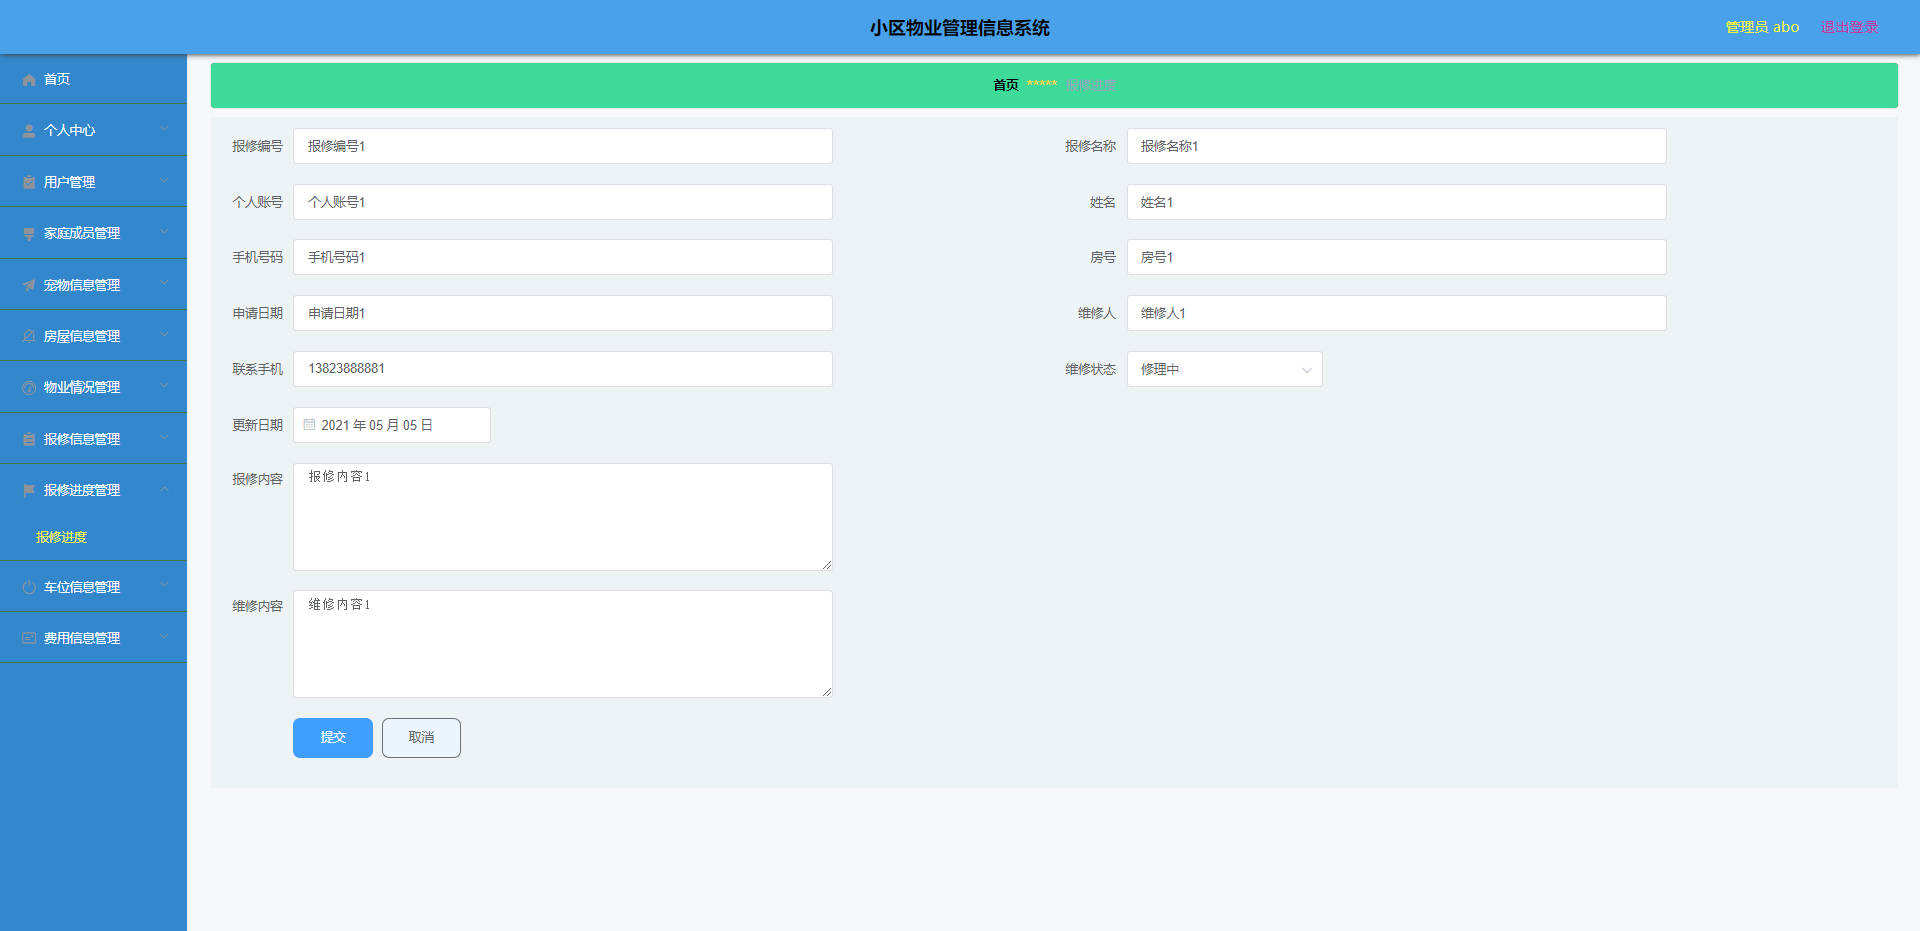 小区物业管理信息系统
管理员 abo 退出登录
首页
个人中心
用户管理
家庭成员管理
宠物信息管理
房屋信息管理
物业情况管理
报修信息管理
报修进度管理
报修进度
车位信息管理
费用信息管理
首页 ***** 报修进度
报修编号 报修编号1 报修名称 报修名称1
个人账号 个人账号1 姓名 姓名1
手机号码 手机号码1 房号 房号1
申请日期 申请日期1 维修人 维修人1
联系手机 13823888881 维修状态 修理中
更新日期 2021 年 05 月 05 日
报修内容 报修内容1
维修内容 维修内容1
提交 取消